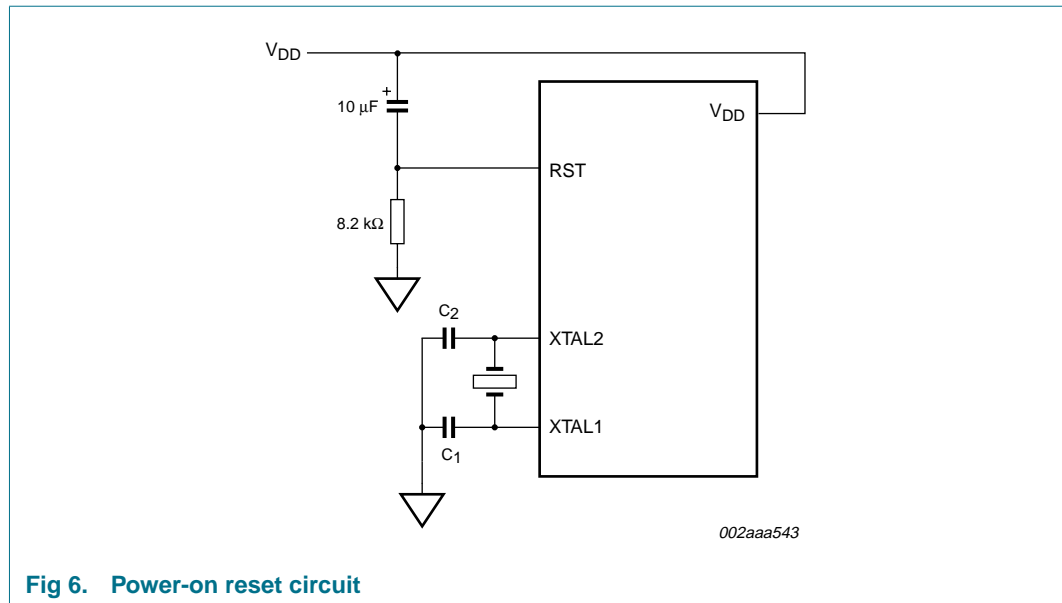 VDD
+
10 μF
VDD
RST
8.2 kΩ
C2
XTAL2
XTAL1
C1
002aaa543
Fig 6. Power-on reset circuit